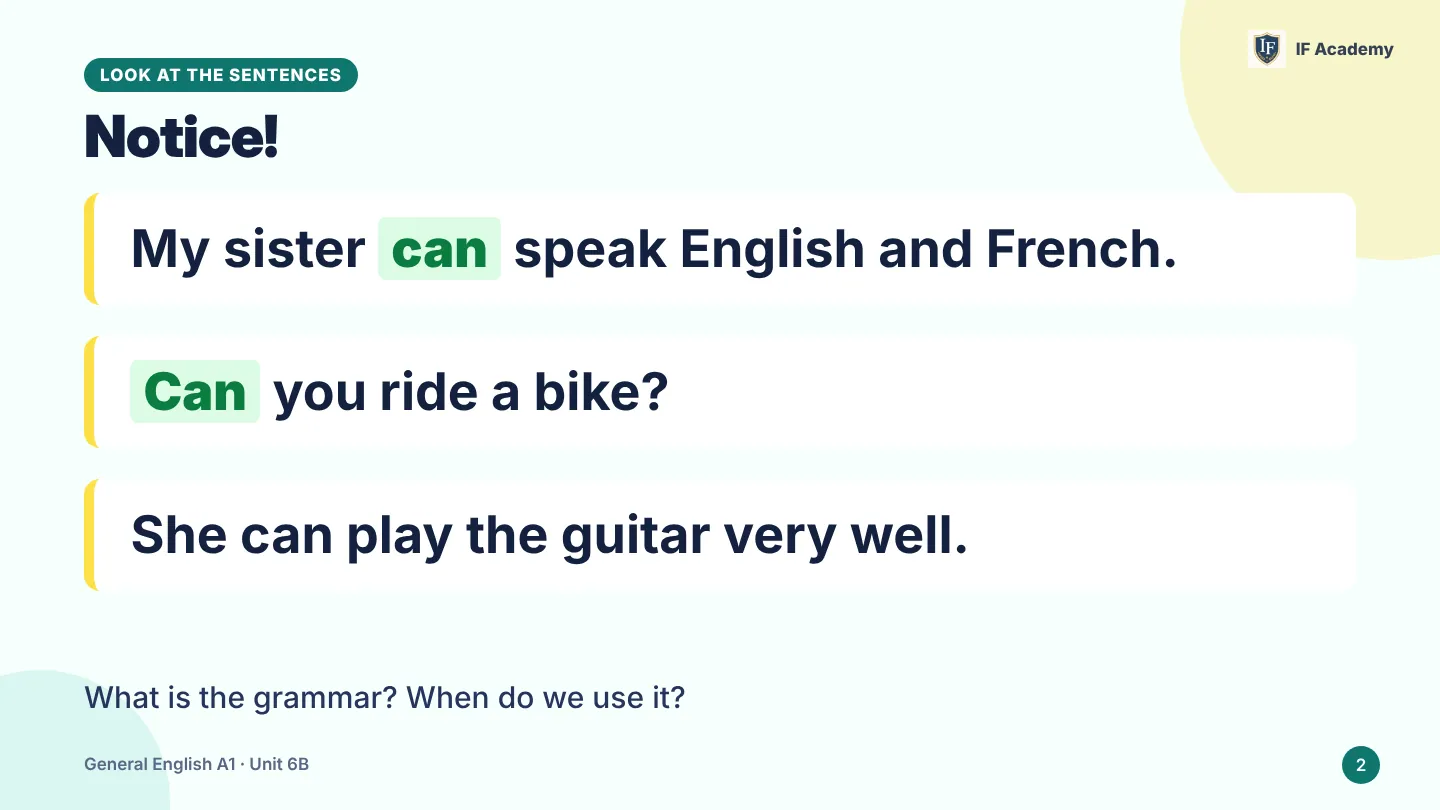 IF
IF Academy
LOOK AT THE SENTENCES
Notice!
My sister can speak English and French.
Can you ride a bike?
She can play the guitar very well.
What is the grammar? When do we use it?
General English A1 · Unit 6B
2